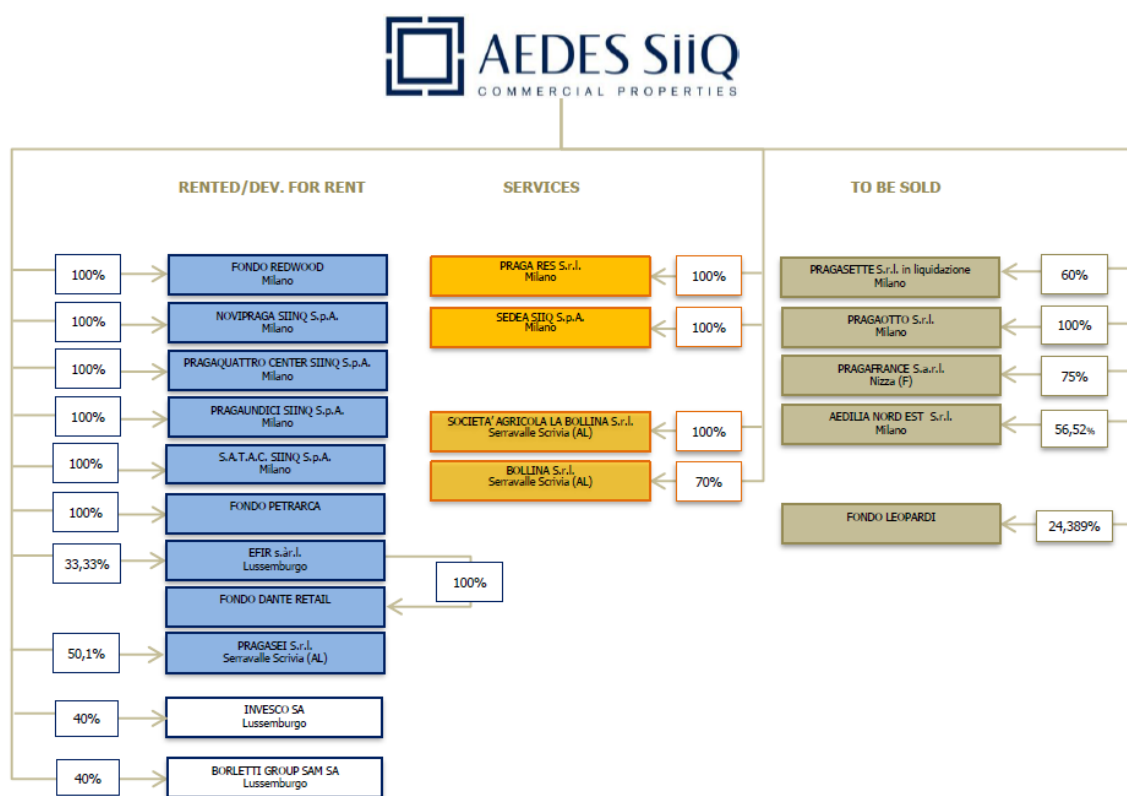 AEDES SiiQ
COMMERCIAL PROPERTIES
RENTED/DEV. FOR RENT
SERVICES
TO BE SOLD
100%
FONDO REDWOOD
Milano
100%
NOVIPRAGA SIINQ S.p.A.
Milano
100%
PRAGAQUATTRO CENTER SIINQ S.p.A.
Milano
100%
PRAGAUNDICI SIINQ S.p.A.
Milano
100%
S.A.T.A.C. SIINQ S.p.A.
Milano
100%
FONDO PETRARCA
33,33%
EFIR s.àr.l.
Lussemburgo
100%
FONDO DANTE RETAIL
50,1%
PRAGASEI S.r.l.
Serravalle Scrivia (AL)
40%
INVESCO SA
Lussemburgo
40%
BORLETTI GROUP SAM SA
Lussemburgo
PRAGA RES S.r.l.
Milano
100%
SEDEA SIIQ S.p.A.
Milano
100%
SOCIETA' AGRICOLA LA BOLLINA S.r.l.
Serravalle Scrivia (AL)
100%
BOLLINA S.r.l.
Serravalle Scrivia (AL)
70%
PRAGASETTE S.r.l. in liquidazione
Milano
60%
PRAGAOTTO S.r.l.
Milano
100%
PRAGAFRANCE S.a.r.l.
Nizza (F)
75%
AEDILIA NORD EST S.r.l.
Milano
56,52%
FONDO LEOPARDI
24,389%